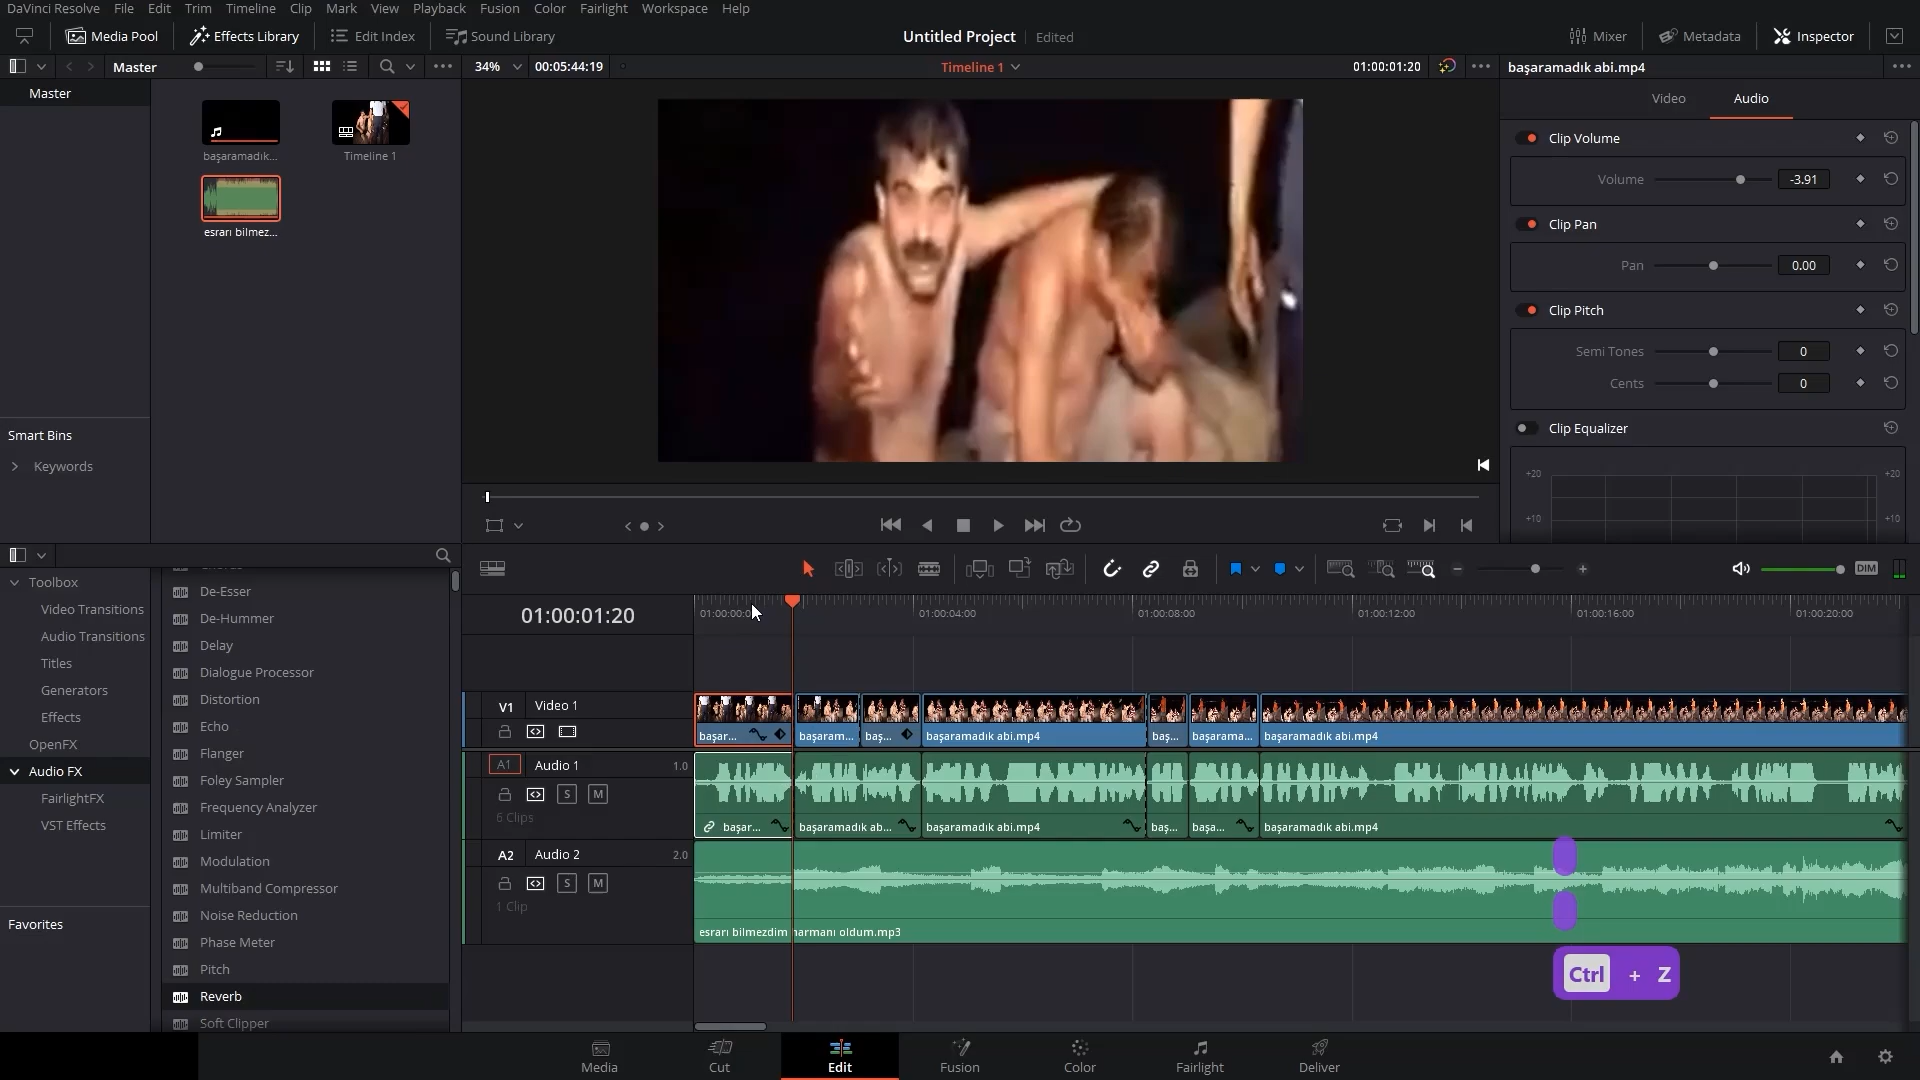 DaVinci Resolve File Edit Trim Timeline Clip Mark View Playback Fusion Color Fairlight Workspace Help
Media Pool Effects Library Edit Index Sound Library Untitled Project Edited Mixer Metadata Inspector
Master 34% 00:05:44:19 Timeline 1 01:00:01:20 başaramadık abi.mp4
Master
başaramadık...
Timeline 1
esrarı bilmez...
Smart Bins
Keywords
Video Audio
Clip Volume
Volume -3.91
Clip Pan
Pan 0.00
Clip Pitch
Semi Tones 0
Cents 0
Clip Equalizer
+20 +20
+10 +10
Toolbox
Video Transitions
Audio Transitions
Titles
Generators
Effects
OpenFX
Audio FX
FairlightFX
VST Effects
Favorites
De-Esser
De-Hummer
Delay
Dialogue Processor
Distortion
Echo
Flanger
Foley Sampler
Frequency Analyzer
Limiter
Modulation
Multiband Compressor
Noise Reduction
Phase Meter
Pitch
Reverb
Soft Clipper
DIM
01:00:01:20
01:00:00:0 01:00:04:00 01:00:08:00 01:00:12:00 01:00:16:00 01:00:20:00
V1 Video 1
başar... başaram... baş... başaramadık abi.mp4 baş... başarama... başaramadık abi.mp4
A1 Audio 1 1.0
S M
6 Clips
başar... başaramadık ab... başaramadık abi.mp4 baş... başa... başaramadık abi.mp4
A2 Audio 2 2.0
S M
1 Clip
esrarı bilmezdim harmanı oldum.mp3
Ctrl + Z
Media Cut Edit Fusion Color Fairlight Deliver